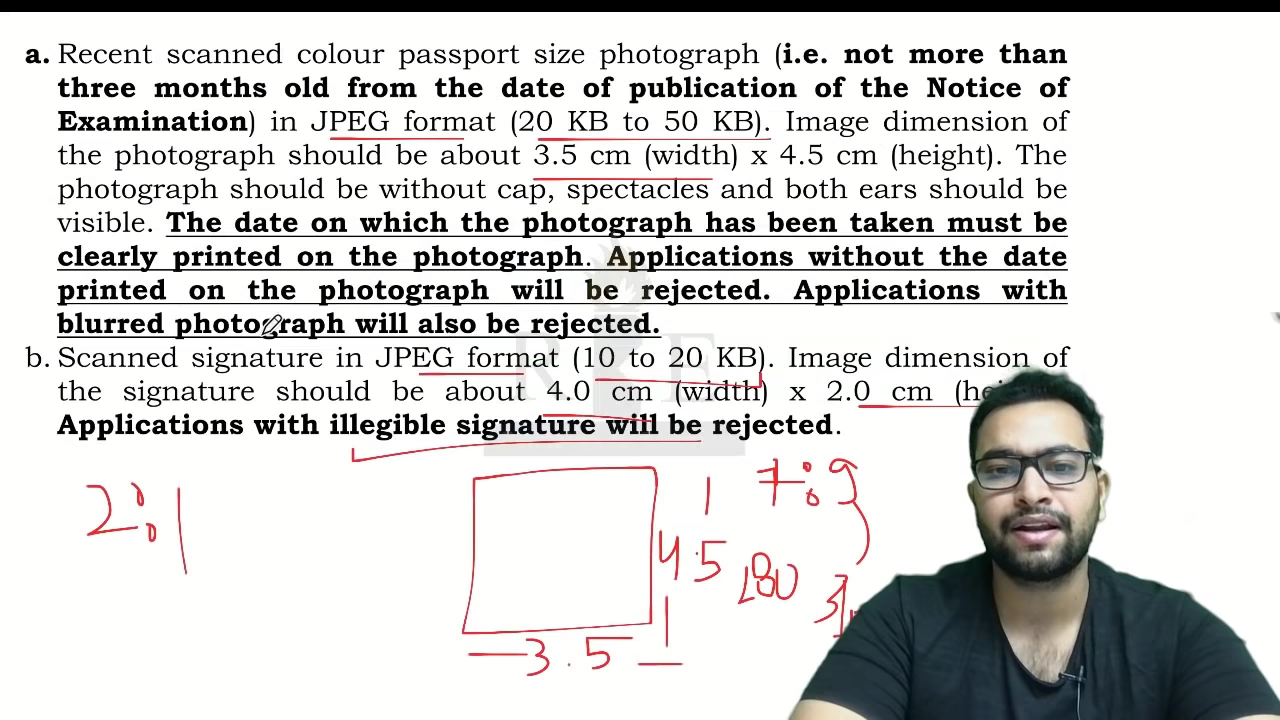 a. Recent scanned colour passport size photograph (i.e. not more than
three months old from the date of publication of the Notice of
Examination) in JPEG format (20 KB to 50 KB). Image dimension of
the photograph should be about 3.5 cm (width) x 4.5 cm (height). The
photograph should be without cap, spectacles and both ears should be
visible. The date on which the photograph has been taken must be
clearly printed on the photograph. Applications without the date
printed on the photograph will be rejected. Applications with
blurred photograph will also be rejected.
b. Scanned signature in JPEG format (10 to 20 KB). Image dimension of
the signature should be about 4.0 cm (width) x 2.0 cm
Applications with illegible signature will be rejected.
2:1
7:9
4.5
3.5